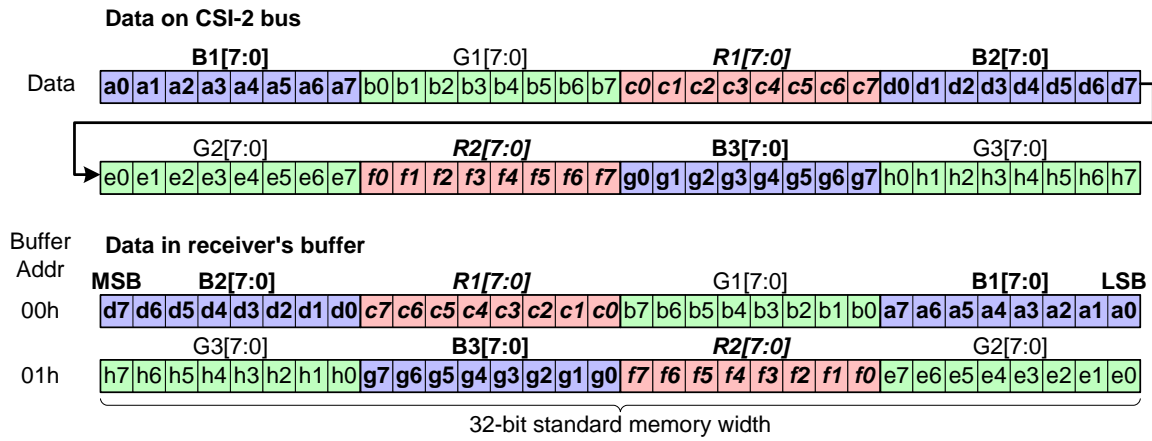 Data on CSI-2 bus
B1[7:0] G1[7:0] R1[7:0] B2[7:0]
Data a0 a1 a2 a3 a4 a5 a6 a7 b0 b1 b2 b3 b4 b5 b6 b7 c0 c1 c2 c3 c4 c5 c6 c7 d0 d1 d2 d3 d4 d5 d6 d7
G2[7:0] R2[7:0] B3[7:0] G3[7:0]
e0 e1 e2 e3 e4 e5 e6 e7 f0 f1 f2 f3 f4 f5 f6 f7 g0 g1 g2 g3 g4 g5 g6 g7 h0 h1 h2 h3 h4 h5 h6 h7
Buffer
Addr
Data in receiver's buffer
MSB B2[7:0] R1[7:0] G1[7:0] B1[7:0] LSB
00h d7 d6 d5 d4 d3 d2 d1 d0 c7 c6 c5 c4 c3 c2 c1 c0 b7 b6 b5 b4 b3 b2 b1 b0 a7 a6 a5 a4 a3 a2 a1 a0
G3[7:0] B3[7:0] R2[7:0] G2[7:0]
01h h7 h6 h5 h4 h3 h2 h1 h0 g7 g6 g5 g4 g3 g2 g1 g0 f7 f6 f5 f4 f3 f2 f1 f0 e7 e6 e5 e4 e3 e2 e1 e0
32-bit standard memory width